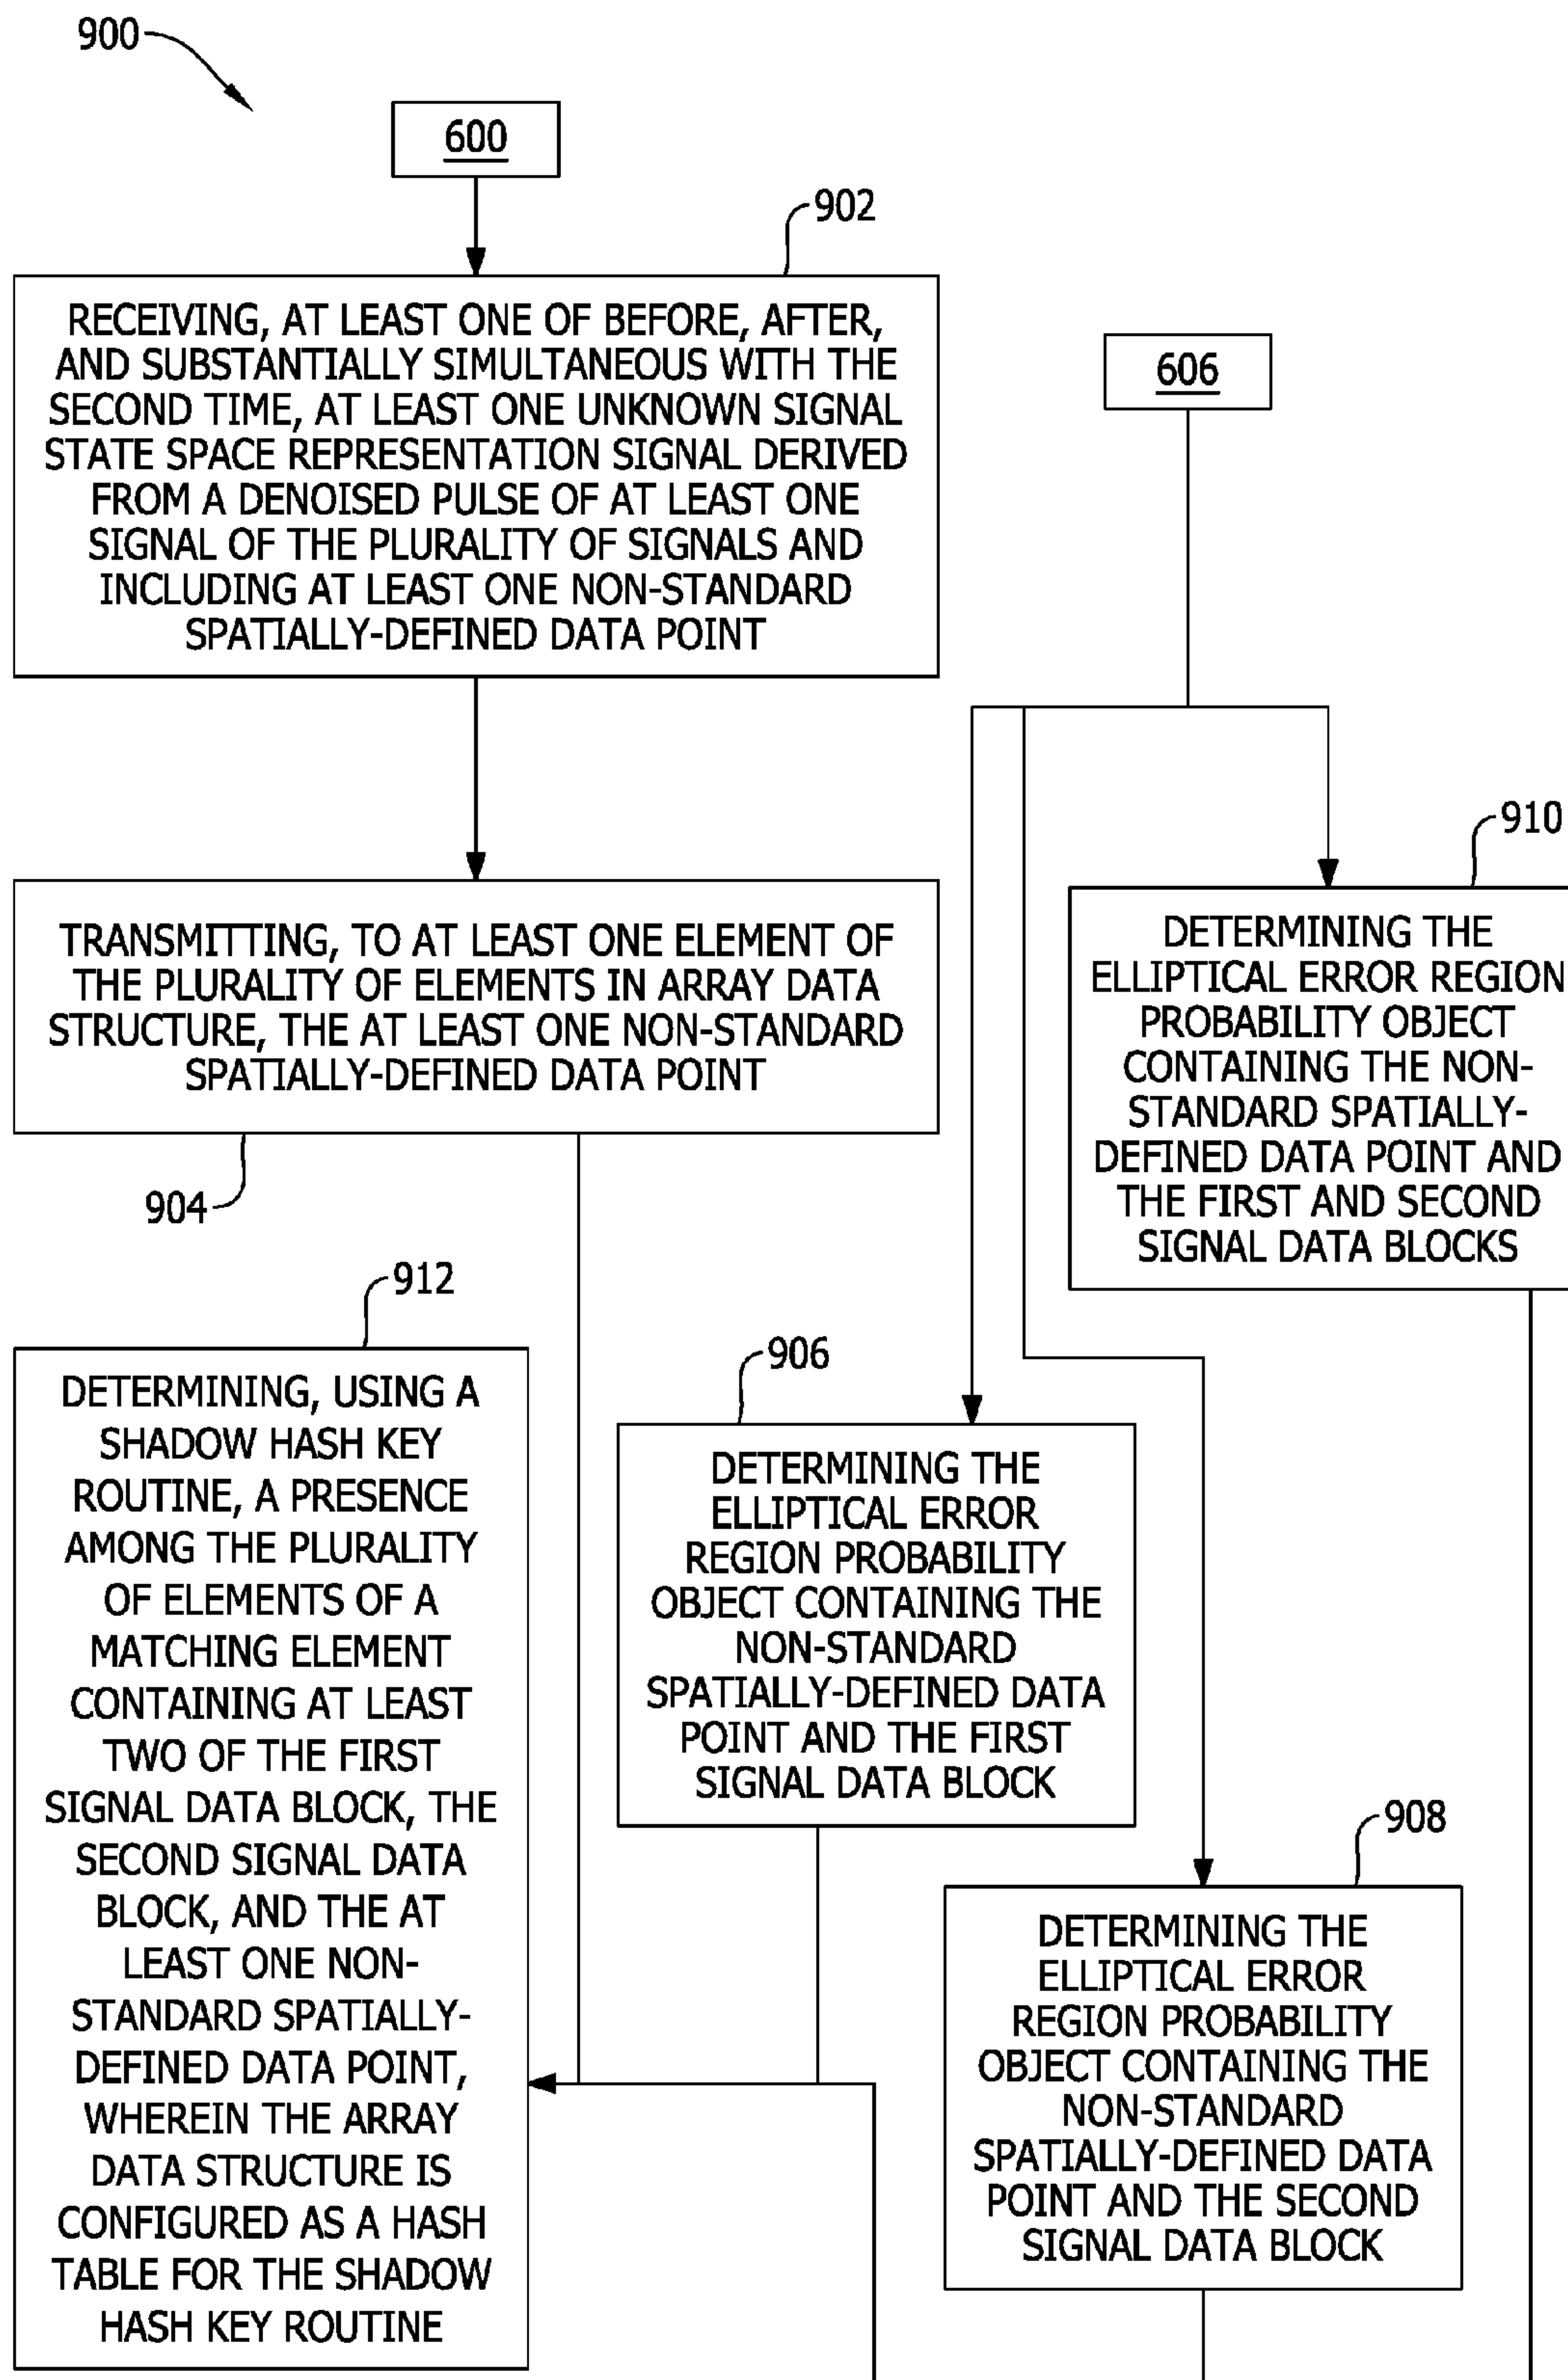 900
600
902
RECEIVING, AT LEAST ONE OF BEFORE, AFTER,
AND SUBSTANTIALLY SIMULTANEOUS WITH THE
SECOND TIME, AT LEAST ONE UNKNOWN SIGNAL
STATE SPACE REPRESENTATION SIGNAL DERIVED
FROM A DENOISED PULSE OF AT LEAST ONE
SIGNAL OF THE PLURALITY OF SIGNALS AND
INCLUDING AT LEAST ONE NON-STANDARD
SPATIALLY-DEFINED DATA POINT
606
TRANSMITTING, TO AT LEAST ONE ELEMENT OF
THE PLURALITY OF ELEMENTS IN ARRAY DATA
STRUCTURE, THE AT LEAST ONE NON-STANDARD
SPATIALLY-DEFINED DATA POINT
904
910
DETERMINING THE
ELLIPTICAL ERROR REGION
PROBABILITY OBJECT
CONTAINING THE NON-
STANDARD SPATIALLY-
DEFINED DATA POINT AND
THE FIRST AND SECOND
SIGNAL DATA BLOCKS
912
DETERMINING, USING A
SHADOW HASH KEY
ROUTINE, A PRESENCE
AMONG THE PLURALITY
OF ELEMENTS OF A
MATCHING ELEMENT
CONTAINING AT LEAST
TWO OF THE FIRST
SIGNAL DATA BLOCK, THE
SECOND SIGNAL DATA
BLOCK, AND THE AT
LEAST ONE NON-
STANDARD SPATIALLY-
DEFINED DATA POINT,
WHEREIN THE ARRAY
DATA STRUCTURE IS
CONFIGURED AS A HASH
TABLE FOR THE SHADOW
HASH KEY ROUTINE
906
DETERMINING THE
ELLIPTICAL ERROR
REGION PROBABILITY
OBJECT CONTAINING THE
NON-STANDARD
SPATIALLY-DEFINED DATA
POINT AND THE FIRST
SIGNAL DATA BLOCK
908
DETERMINING THE
ELLIPTICAL ERROR
REGION PROBABILITY
OBJECT CONTAINING THE
NON-STANDARD
SPATIALLY-DEFINED DATA
POINT AND THE SECOND
SIGNAL DATA BLOCK